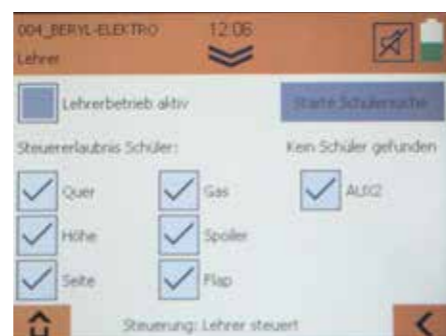 004_BERYL-ELEKTRO 12:06
Lehrer
Lehrerbetrieb aktiv Starte Schülersuche
Steuererlaubnis Schüler: Kein Schüler gefunden
Quer Gas AUX2
Höhe Spoiler
Seite Flap
Steuerung: Lehrer steuert